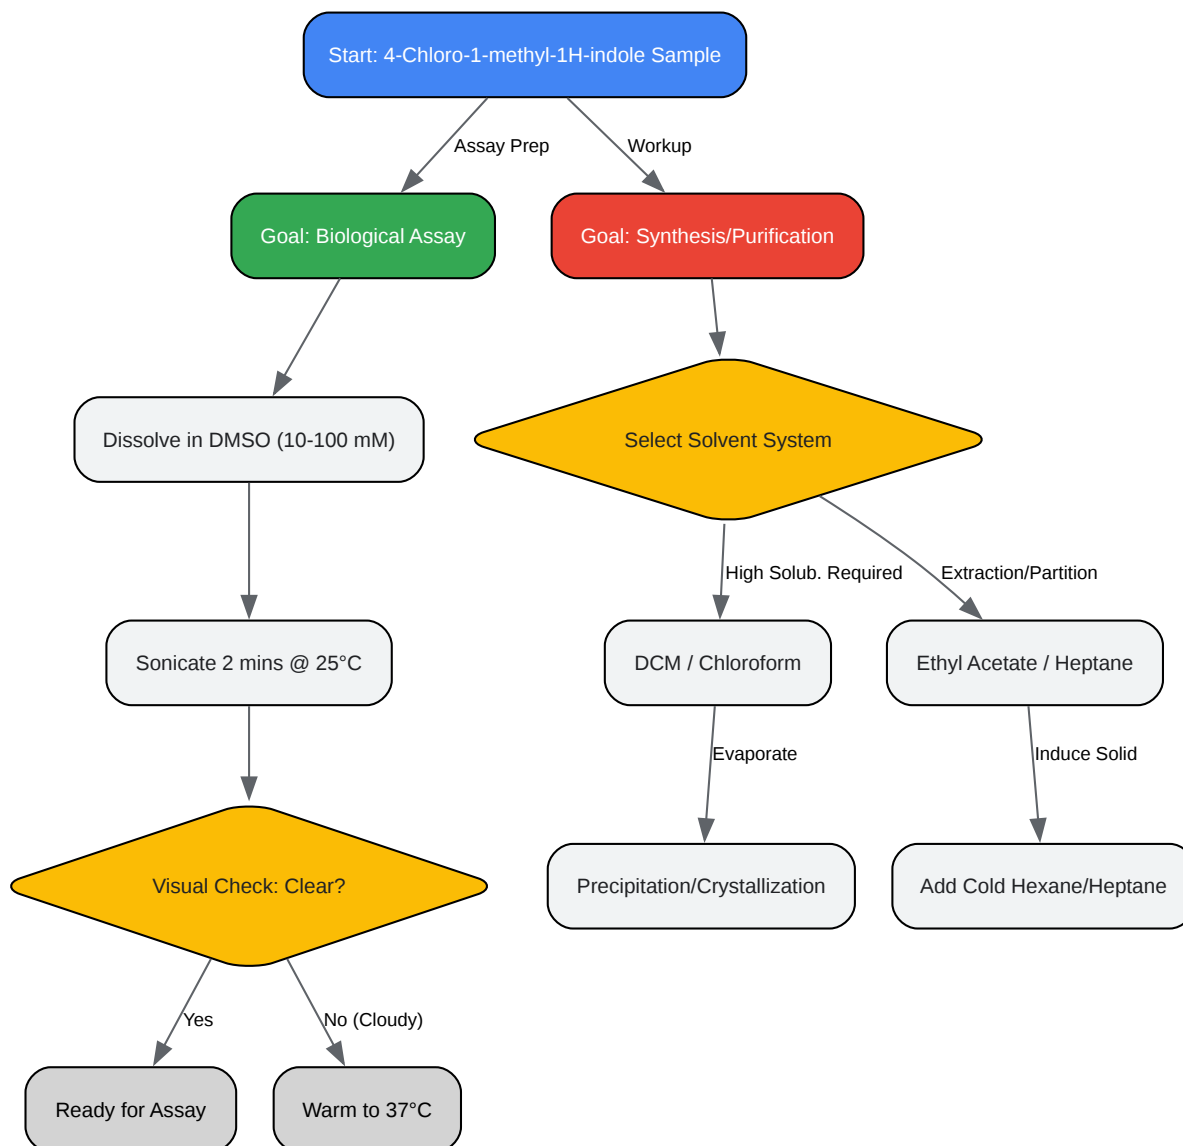 Start: 4-Chloro-1-methyl-1H-indole Sample
Assay Prep
Workup
Goal: Biological Assay
Goal: Synthesis/Purification
Dissolve in DMSO (10-100 mM)
Select Solvent System
High Solub. Required
Extraction/Partition
Sonicate 2 mins @ 25°C
DCM / Chloroform
Ethyl Acetate / Heptane
Evaporate
Induce Solid
Visual Check: Clear?
Precipitation/Crystallization
Add Cold Hexane/Heptane
Yes
No (Cloudy)
Ready for Assay
Warm to 37°C